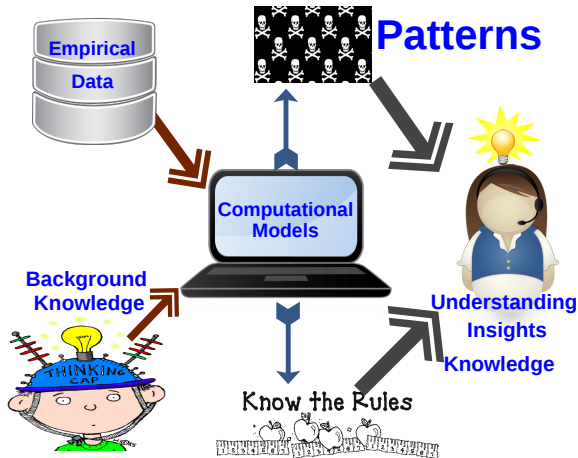 Patterns
Empirical
Data
Computational
Models
Background
Knowledge
Understanding
Insights
Knowledge
THINKING
CAP
Know the Rules